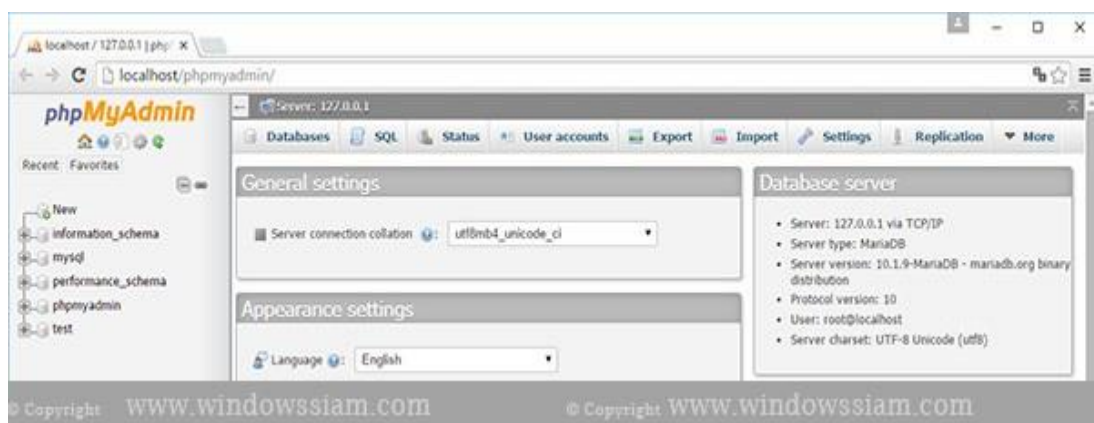 localhost / 127.0.0.1 | php
localhost/phpmyadmin/
phpMyAdmin
Recent Favorites
New
information_schema
mysql
performance_schema
phpmyadmin
test
Server: 127.0.0.1
Databases SQL Status User accounts Export Import Settings Replication More
General settings
Server connection collation : utf8mb4_unicode_ci
Appearance settings
Language : English
Database server
Server: 127.0.0.1 via TCP/IP
Server type: MariaDB
Server version: 10.1.9-MariaDB - mariadb.org binary
distribution
Protocol version: 10
User: root@localhost
Server charset: UTF-8 Unicode (utf8)
© Copyright www.windowssiam.com © Copyright www.windowssiam.com